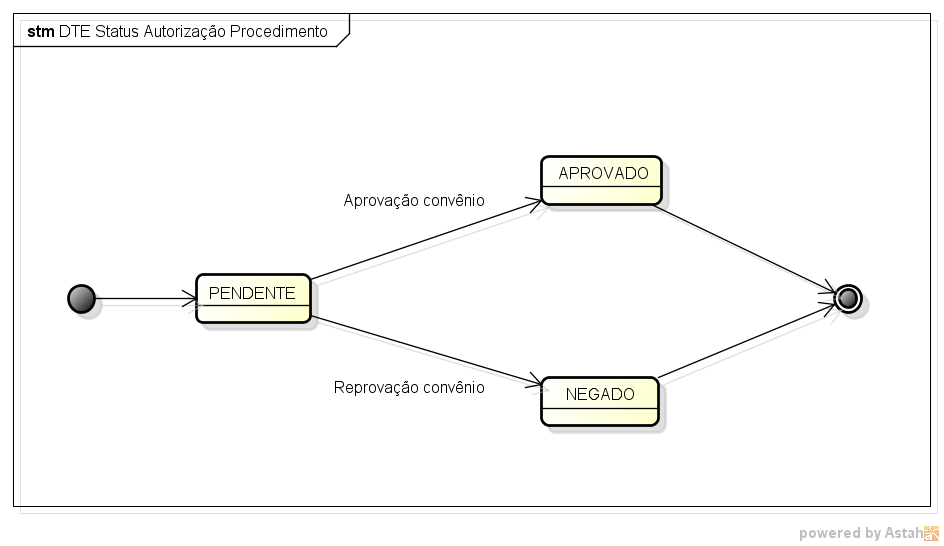 stm DTE Status Autorização Procedimento
APROVADO
Aprovação convênio
PENDENTE
Reprovação convênio
NEGADO
powered by Astah